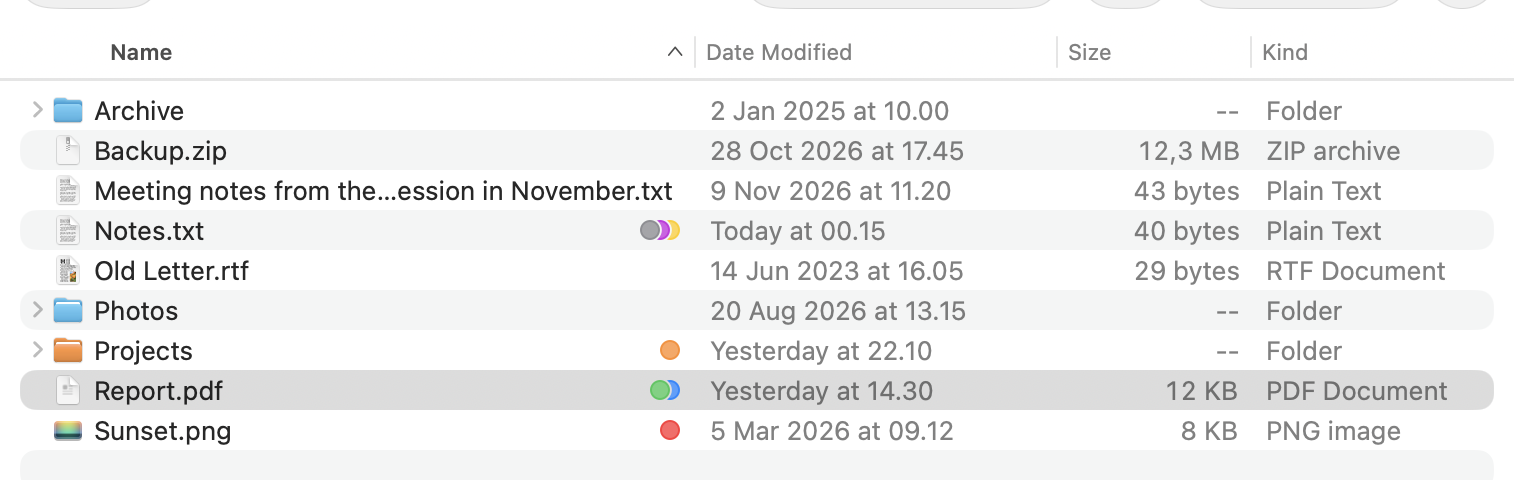 Name Date Modified Size Kind
Archive 2 Jan 2025 at 10.00 -- Folder
Backup.zip 28 Oct 2026 at 17.45 12,3 MB ZIP archive
Meeting notes from the...ession in November.txt 9 Nov 2026 at 11.20 43 bytes Plain Text
Notes.txt Today at 00.15 40 bytes Plain Text
Old Letter.rtf 14 Jun 2023 at 16.05 29 bytes RTF Document
Photos 20 Aug 2026 at 13.15 -- Folder
Projects Yesterday at 22.10 -- Folder
Report.pdf Yesterday at 14.30 12 KB PDF Document
Sunset.png 5 Mar 2026 at 09.12 8 KB PNG image